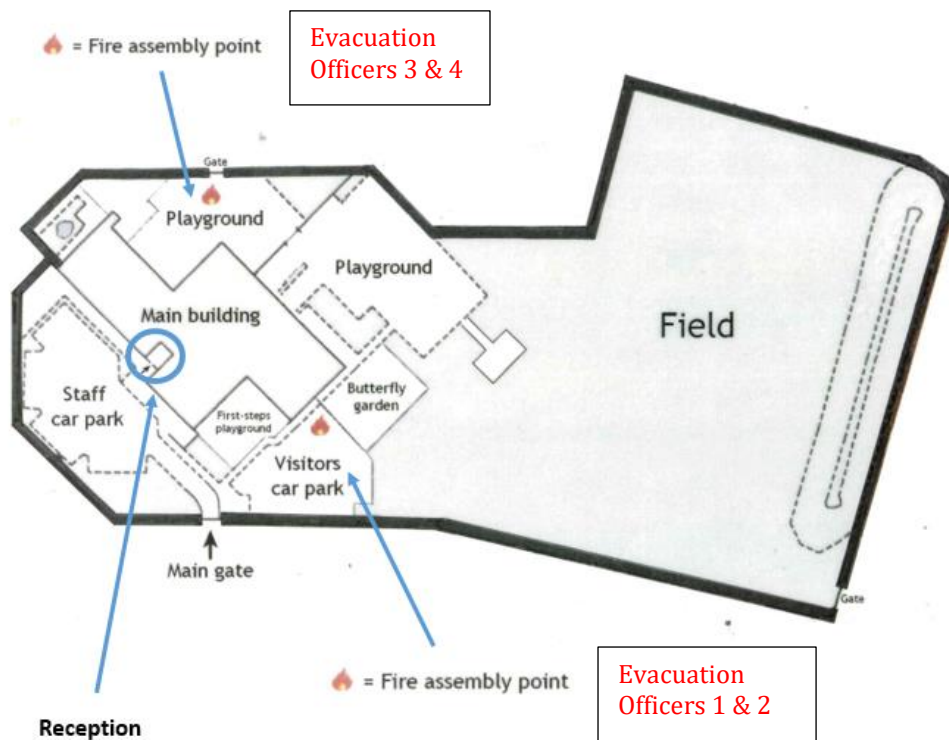 = Fire assembly point
Evacuation
Officers 3 & 4
Gate
Playground
Playground
Main building
Field
Staff
car park
Butterfly
garden
First-steps
playground
Visitors
car park
Main gate
Gate
= Fire assembly point
Evacuation
Officers 1 & 2
Reception